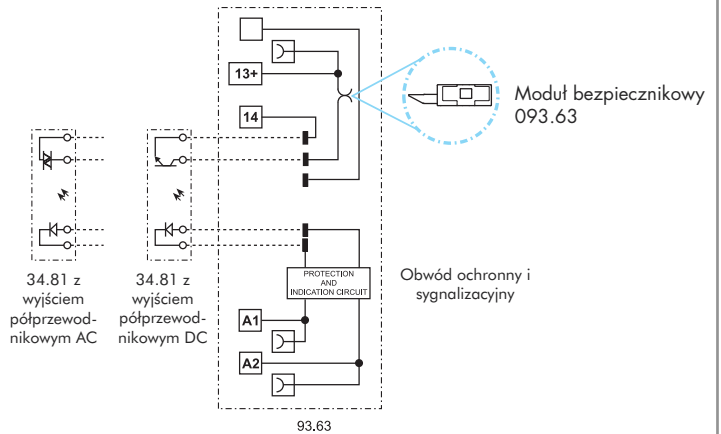 13+
14
Moduł bezpiecznikowy
093.63
34.81 z
wyjściem
półprzewod-
nikowym AC
34.81 z
wyjściem
półprzewod-
nikowym DC
PROTECTION
AND
INDICATION CIRCUIT
Obwód ochronny i
sygnalizacyjny
A1
A2
93.63